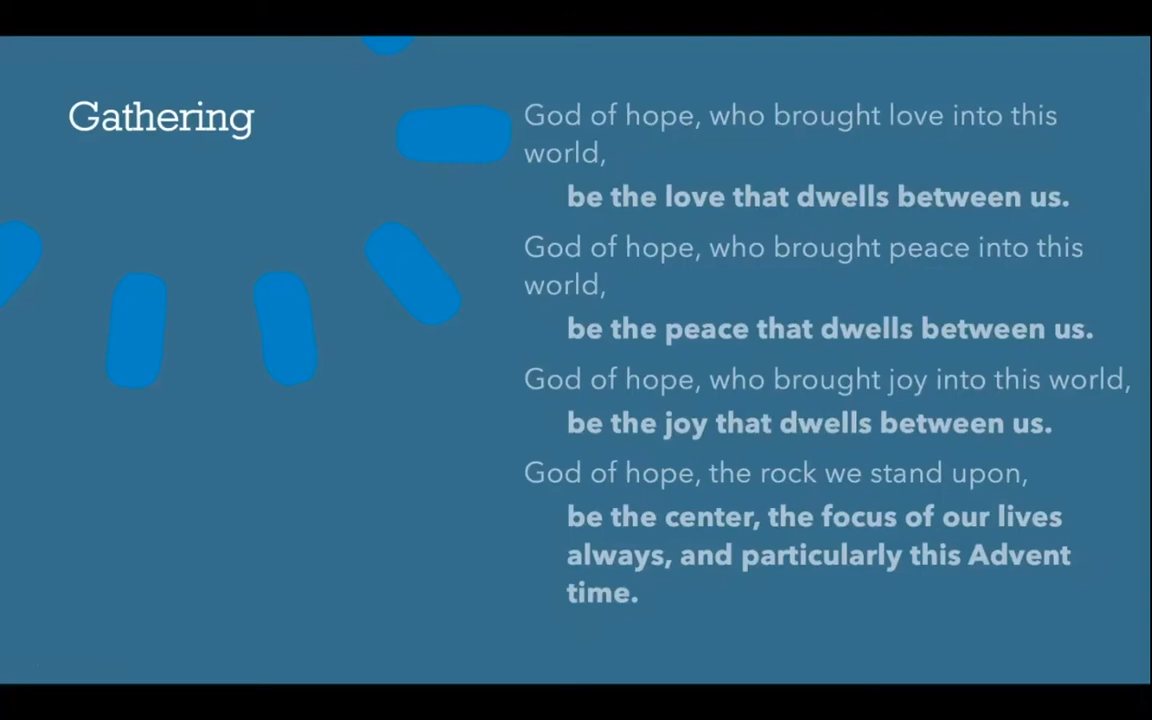 Gathering
God of hope, who brought love into this
world,
be the love that dwells between us.
God of hope, who brought peace into this
world,
be the peace that dwells between us.
God of hope, who brought joy into this world,
be the joy that dwells between us.
God of hope, the rock we stand upon,
be the center, the focus of our lives
always, and particularly this Advent
time.